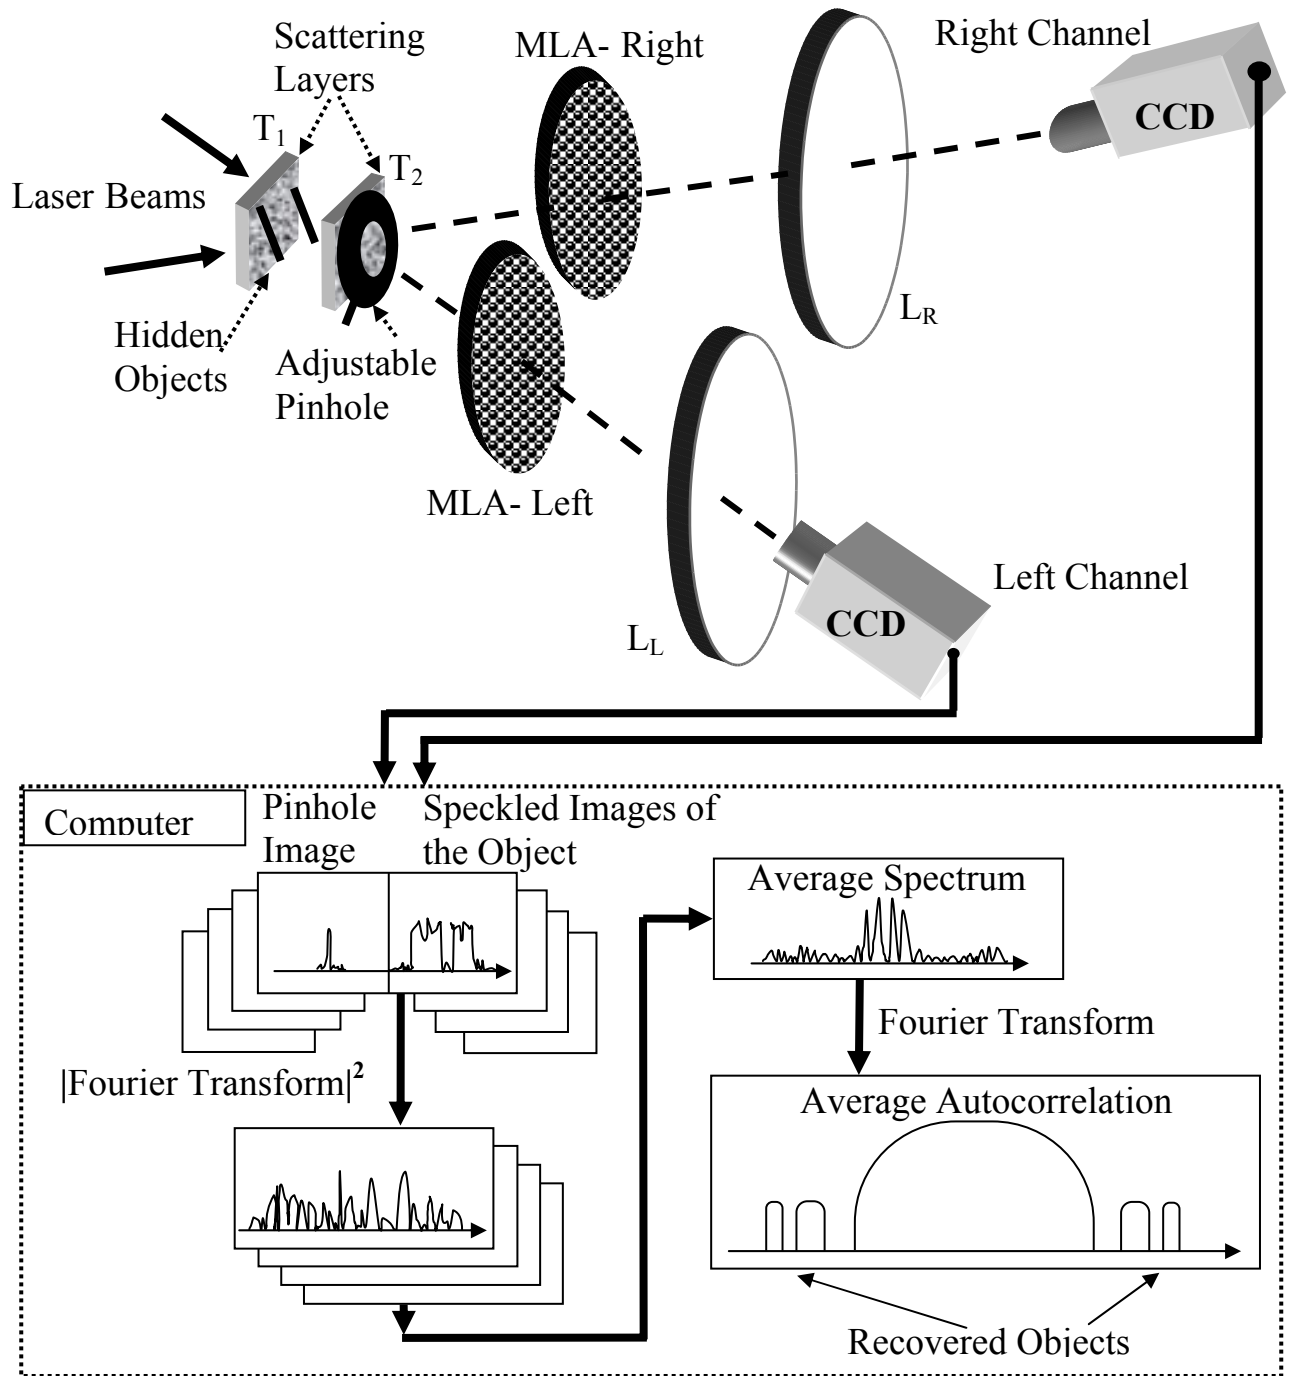 Scattering
Layers
MLA- Right
Right Channel
T1
CCD
T2
Laser Beams
Hidden
Objects
Adjustable
Pinhole
LR
MLA- Left
Left Channel
CCD
LL
Computer
Pinhole
Image
Speckled Images of
the Object
Average Spectrum
|Fourier Transform|²
Fourier Transform
Average Autocorrelation
Recovered Objects